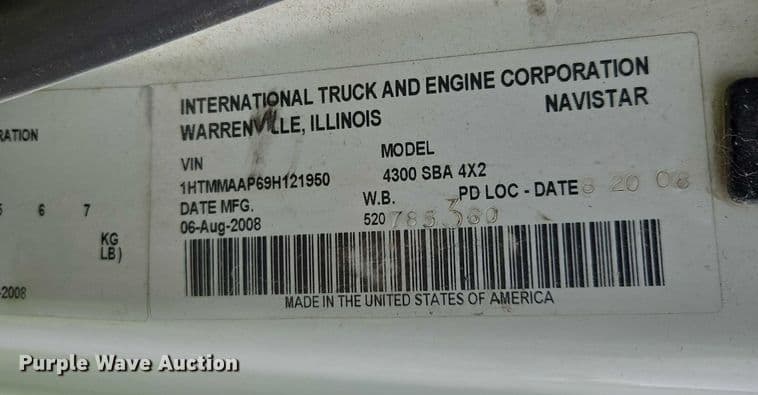 INTERNATIONAL TRUCK AND ENGINE CORPORATION
WARRENVILLE, ILLINOIS
NAVISTAR
VIN
MODEL
1HTMMAAP69H121950
4300 SBA 4X2
DATE MFG.
W.B.
PD LOC - DATE 8 20 08
06-Aug-2008
520
MADE IN THE UNITED STATES OF AMERICA
6 7
KG
LB)
-2008
Purple Wave Auction